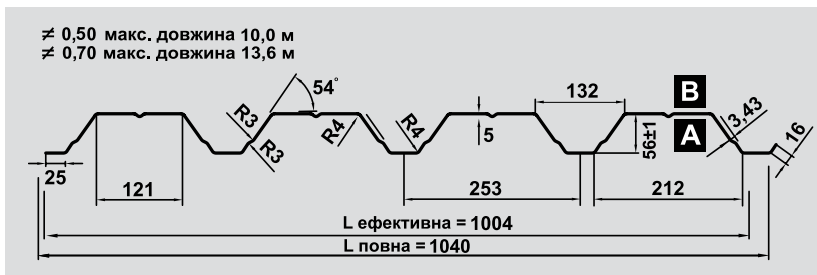 ≠ 0,50 макс. довжина 10,0 м
≠ 0,70 макс. довжина 13,6 м
54°
132
B
R3
R3
R4
R4
5
56±1
A
3,43
16
25
121
253
212
L ефективна = 1004
L повна = 1040